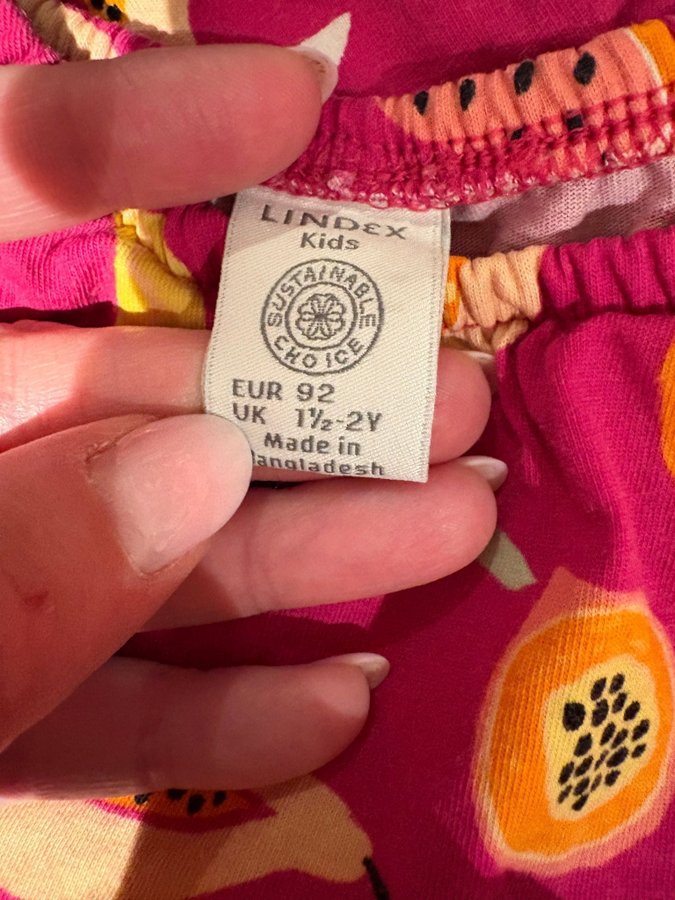 LINDEX
Kids
SUSTAINABLE
CHOICE
EUR 92
UK 1½-2Y
Made in
angladesh